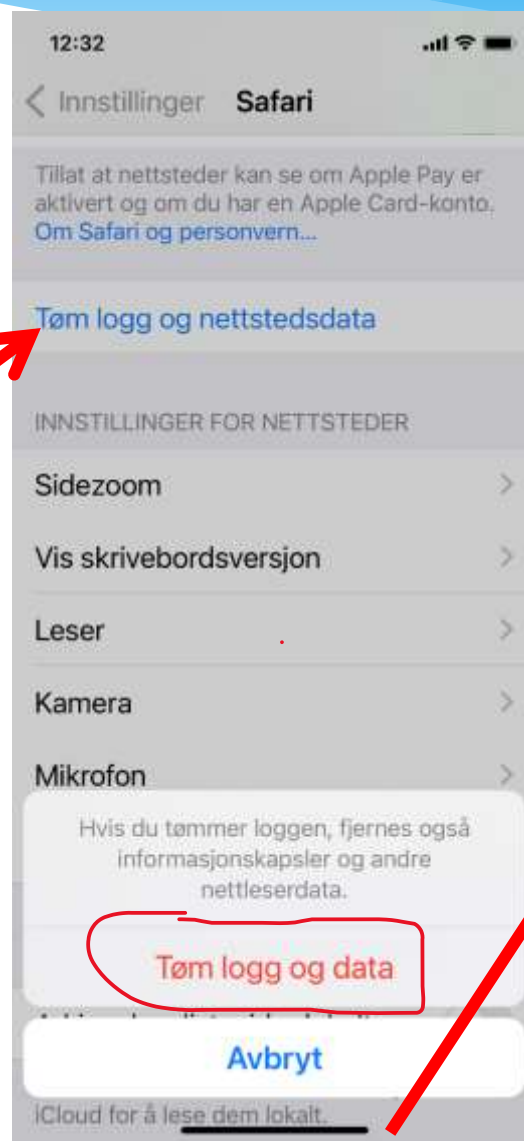 12:32
Innstillinger Safari
Tillat at nettsteder kan se om Apple Pay er
aktivert og om du har en Apple Card-konto.
Om Safari og personvern...
Tøm logg og nettstedsdata
INNSTILLINGER FOR NETTSTEDER
Sidezoom
Vis skrivebordsversjon
Leser
Kamera
Mikrofon
Hvis du tømmer loggen, fjernes også
informasjonskapsler og andre
nettleserdata.
Tøm logg og data
Avbryt
iCloud for å lese dem lokalt.